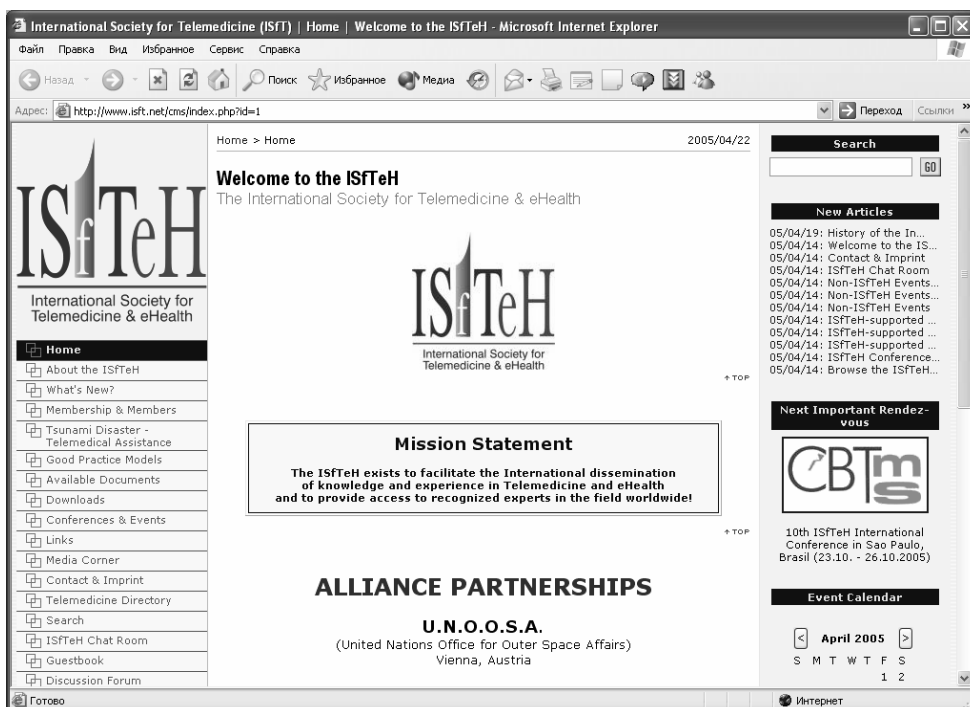 International Society for Telemedicine (ISfT) | Home | Welcome to the ISfTeH - Microsoft Internet Explorer
Файл Правка Вид Избранное Сервис Справка
Назад Поиск Избранное Медиа
Адрес: http://www.isft.net/cms/index.php?id=1 Переход Ссылки »
ISfTeH
International Society for
Telemedicine & eHealth
Home
About the ISfTeH
What's New?
Membership & Members
Tsunami Disaster -
Telemedical Assistance
Good Practice Models
Available Documents
Downloads
Conferences & Events
Links
Media Corner
Contact & Imprint
Telemedicine Directory
Search
ISfTeH Chat Room
Guestbook
Discussion Forum
Home > Home 2005/04/22
Welcome to the ISfTeH
The International Society for Telemedicine & eHealth
ISfTeH
International Society for
Telemedicine & eHealth
↑ TOP
Mission Statement
The ISfTeH exists to facilitate the International dissemination
of knowledge and experience in Telemedicine and eHealth
and to provide access to recognized experts in the field worldwide!
↑ TOP
ALLIANCE PARTNERSHIPS
U.N.O.O.S.A.
(United Nations Office for Outer Space Affairs)
Vienna, Austria
Search
GO
New Articles
05/04/19: History of the In...
05/04/14: Welcome to the IS...
05/04/14: Contact & Imprint
05/04/14: ISfTeH Chat Room
05/04/14: Non-ISfTeH Events...
05/04/14: Non-ISfTeH Events...
05/04/14: Non-ISfTeH Events
05/04/14: ISfTeH-supported ...
05/04/14: ISfTeH-supported ...
05/04/14: ISfTeH-supported ...
05/04/14: ISfTeH Conference...
05/04/14: Browse the ISfTeH...
Next Important Rendez-
vous
CBTms
10th ISfTeH International
Conference in Sao Paulo,
Brasil (23.10. - 26.10.2005)
Event Calendar
< April 2005 >
S M T W T F S
1 2
Готово Интернет